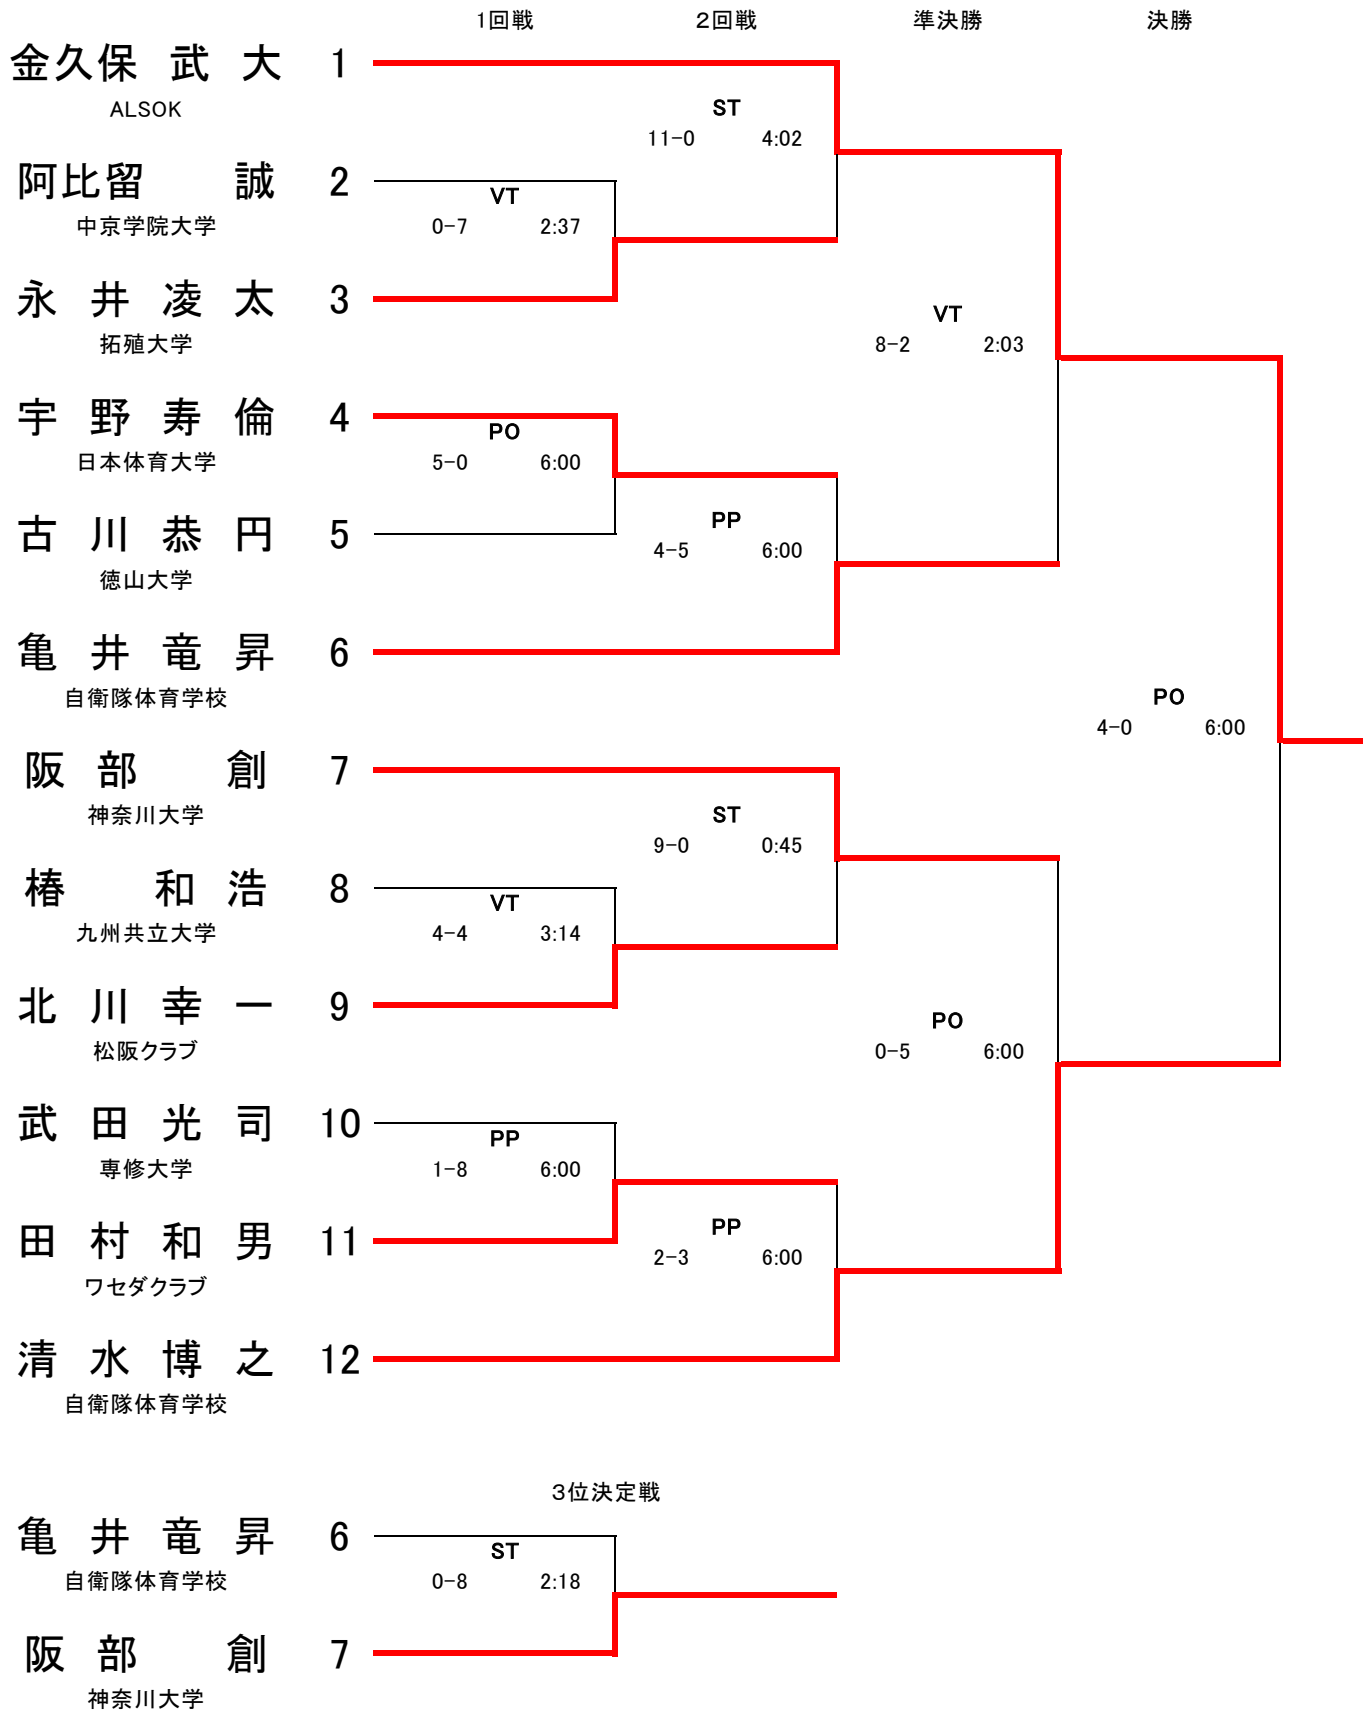 1回戦 2回戦 準決勝 決勝
金久保 武 大 1
ALSOK
ST
11-0 4:02
阿比留 誠 2
VT
中京学院大学
0-7 2:37
永 井 凌 太 3
VT
拓殖大学
8-2 2:03
宇 野 寿 倫 4
PO
日本体育大学
5-0 6:00
古 川 恭 円 5
PP
4-5 6:00
徳山大学
亀 井 竜 昇 6
自衛隊体育学校
PO
4-0 6:00
阪 部 創 7
神奈川大学
ST
9-0 0:45
椿 和 浩 8
VT
九州共立大学
4-4 3:14
北 川 幸 一 9
PO
松阪クラブ
0-5 6:00
武 田 光 司 10
PP
専修大学
1-8 6:00
田 村 和 男 11
PP
2-3 6:00
ワセダクラブ
清 水 博 之 12
自衛隊体育学校
3位決定戦
亀 井 竜 昇 6
ST
自衛隊体育学校
0-8 2:18
阪 部 創 7
神奈川大学